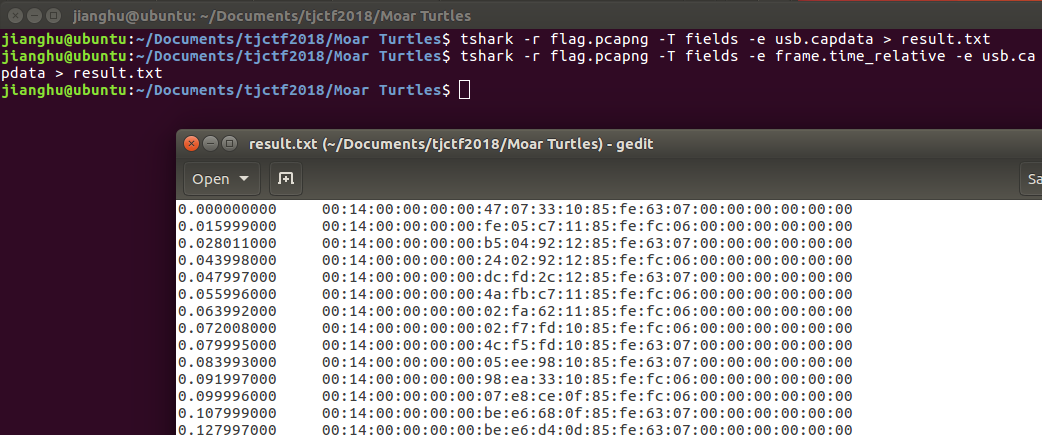 jianghu@ubuntu: ~/Documents/tjctf2018/Moar Turtles
jianghu@ubuntu:~/Documents/tjctf2018/Moar Turtles$ tshark -r flag.pcapng -T fields -e usb.capdata > result.txt
jianghu@ubuntu:~/Documents/tjctf2018/Moar Turtles$ tshark -r flag.pcapng -T fields -e frame.time_relative -e usb.ca
pdata > result.txt
jianghu@ubuntu:~/Documents/tjctf2018/Moar Turtles$
result.txt (~/Documents/tjctf2018/Moar Turtles) - gedit
Open Sa
0.000000000 00:14:00:00:00:00:47:07:33:10:85:fe:63:07:00:00:00:00:00:00
0.015999000 00:14:00:00:00:00:fe:05:c7:11:85:fe:fc:06:00:00:00:00:00:00
0.028011000 00:14:00:00:00:00:b5:04:92:12:85:fe:63:07:00:00:00:00:00:00
0.043998000 00:14:00:00:00:00:24:02:92:12:85:fe:fc:06:00:00:00:00:00:00
0.047997000 00:14:00:00:00:00:dc:fd:2c:12:85:fe:63:07:00:00:00:00:00:00
0.055996000 00:14:00:00:00:00:4a:fb:c7:11:85:fe:fc:06:00:00:00:00:00:00
0.063992000 00:14:00:00:00:00:02:fa:62:11:85:fe:fc:06:00:00:00:00:00:00
0.072008000 00:14:00:00:00:00:02:f7:fd:10:85:fe:fc:06:00:00:00:00:00:00
0.079995000 00:14:00:00:00:00:4c:f5:fd:10:85:fe:63:07:00:00:00:00:00:00
0.083993000 00:14:00:00:00:00:05:ee:98:10:85:fe:63:07:00:00:00:00:00:00
0.091997000 00:14:00:00:00:00:98:ea:33:10:85:fe:fc:06:00:00:00:00:00:00
0.099996000 00:14:00:00:00:00:07:e8:ce:0f:85:fe:fc:06:00:00:00:00:00:00
0.107999000 00:14:00:00:00:00:be:e6:68:0f:85:fe:63:07:00:00:00:00:00:00
0.127997000 00:14:00:00:00:00:be:e6:d4:0d:85:fe:63:07:00:00:00:00:00:00